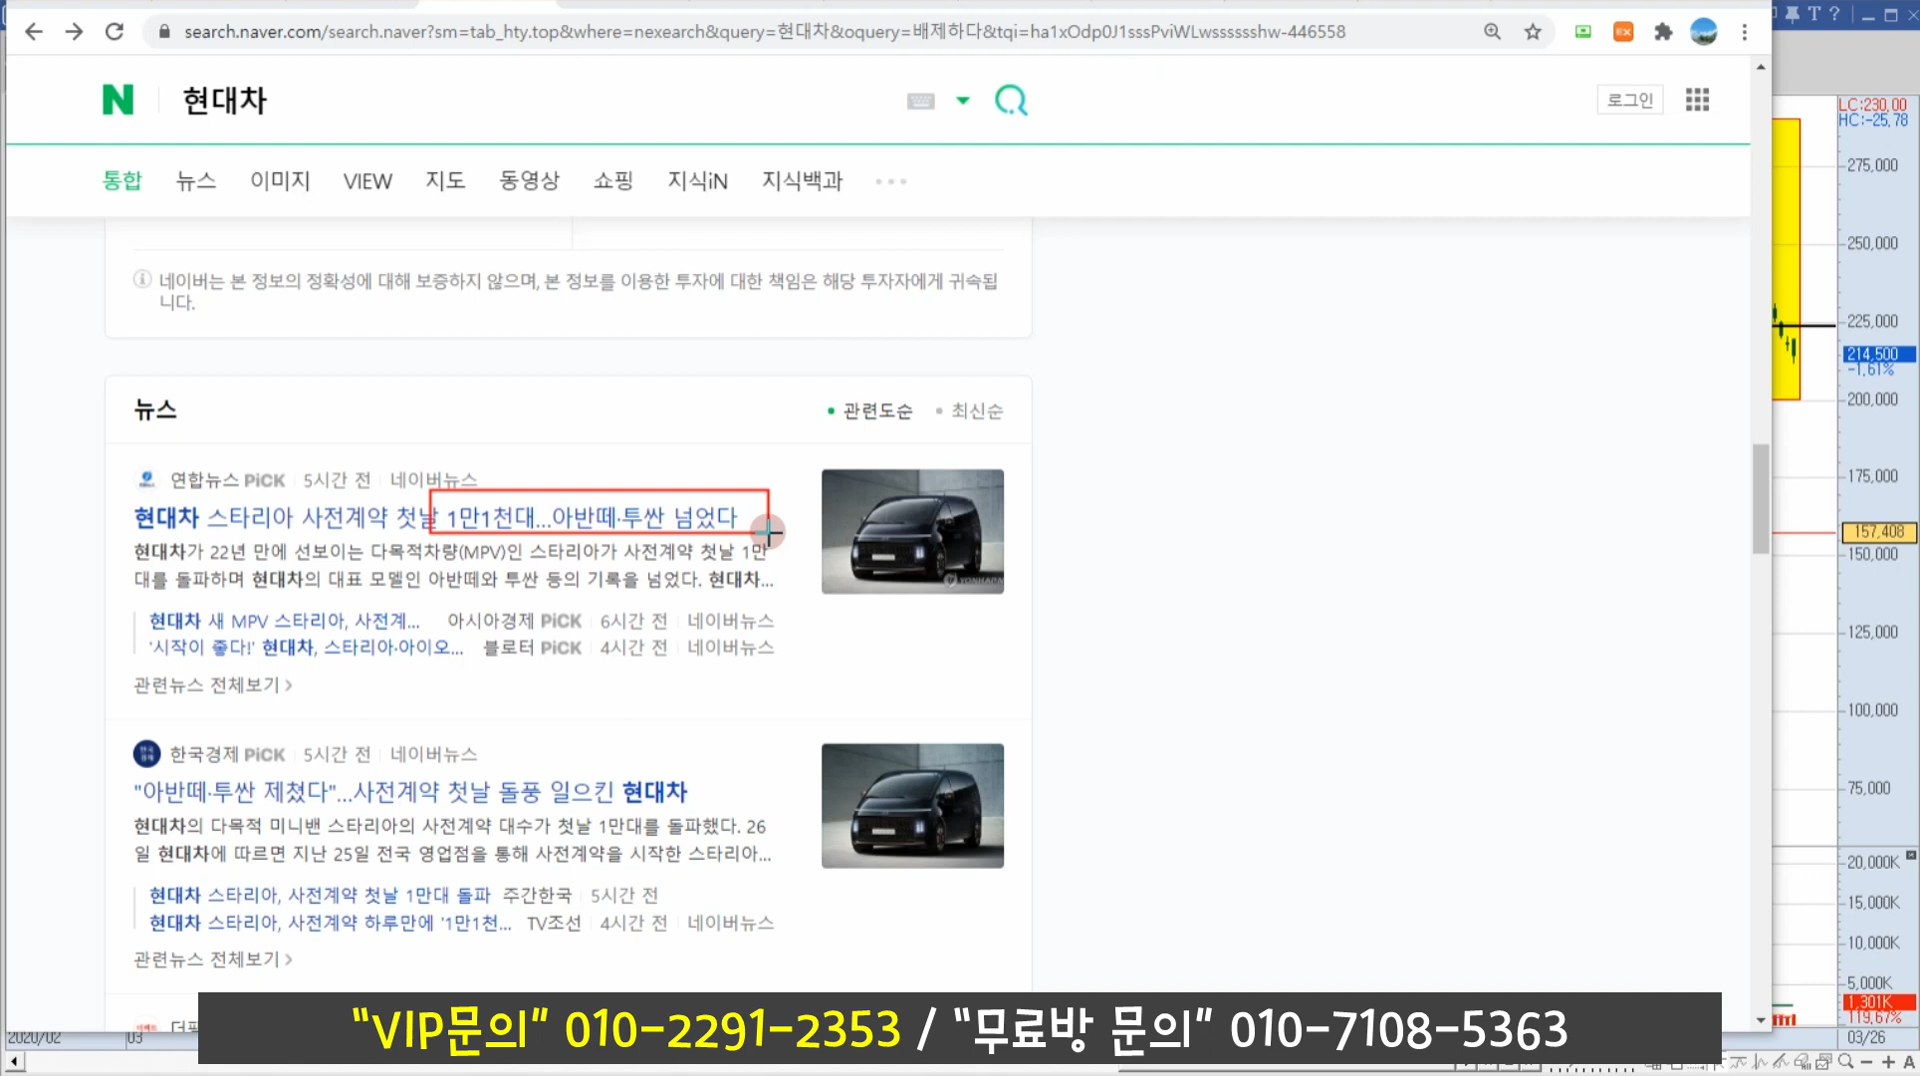 search.naver.com/search.naver?sm=tab_hty.top&where=nexearch&query=현대차&oquery=배제하다&tqi=ha1xOdp0J1sssPviWLwsssssshw-446558
N 현대차
로그인
통합 뉴스 이미지 VIEW 지도 동영상 쇼핑 지식iN 지식백과
네이버는 본 정보의 정확성에 대해 보증하지 않으며, 본 정보를 이용한 투자에 대한 책임은 해당 투자자에게 귀속됩
니다.
뉴스
관련도순 최신순
연합뉴스 PiCK 5시간 전 네이버뉴스
현대차 스타리아 사전계약 첫날 1만1천대...아반떼·투싼 넘었다
현대차가 22년 만에 선보이는 다목적차량(MPV)인 스타리아가 사전계약 첫날 1만
대를 돌파하며 현대차의 대표 모델인 아반떼와 투싼 등의 기록을 넘었다. 현대차...
현대차 새 MPV 스타리아, 사전계... 아시아경제 PiCK 6시간 전 네이버뉴스
'시작이 좋다!' 현대차, 스타리아·아이오... 블로터 PiCK 4시간 전 네이버뉴스
관련뉴스 전체보기 >
한국경제 PiCK 5시간 전 네이버뉴스
"아반떼·투싼 제쳤다"...사전계약 첫날 돌풍 일으킨 현대차
현대차의 다목적 미니밴 스타리아의 사전계약 대수가 첫날 1만대를 돌파했다. 26
일 현대차에 따르면 지난 25일 전국 영업점을 통해 사전계약을 시작한 스타리아...
현대차 스타리아, 사전계약 첫날 1만대 돌파 주간한국 5시간 전
현대차 스타리아, 사전계약 하루만에 '1만1천... TV조선 4시간 전 네이버뉴스
관련뉴스 전체보기 >
"VIP문의" 010-2291-2353 / "무료방 문의" 010-7108-5363
LC:230,00
HC:-25,78
275,000
250,000
225,000
214,500
-1,61%
200,000
175,000
157,408
150,000
125,000
100,000
75,000
20,000K
15,000K
10,000K
5,000K
1,301K
119,67%
2020/02
03
03/26